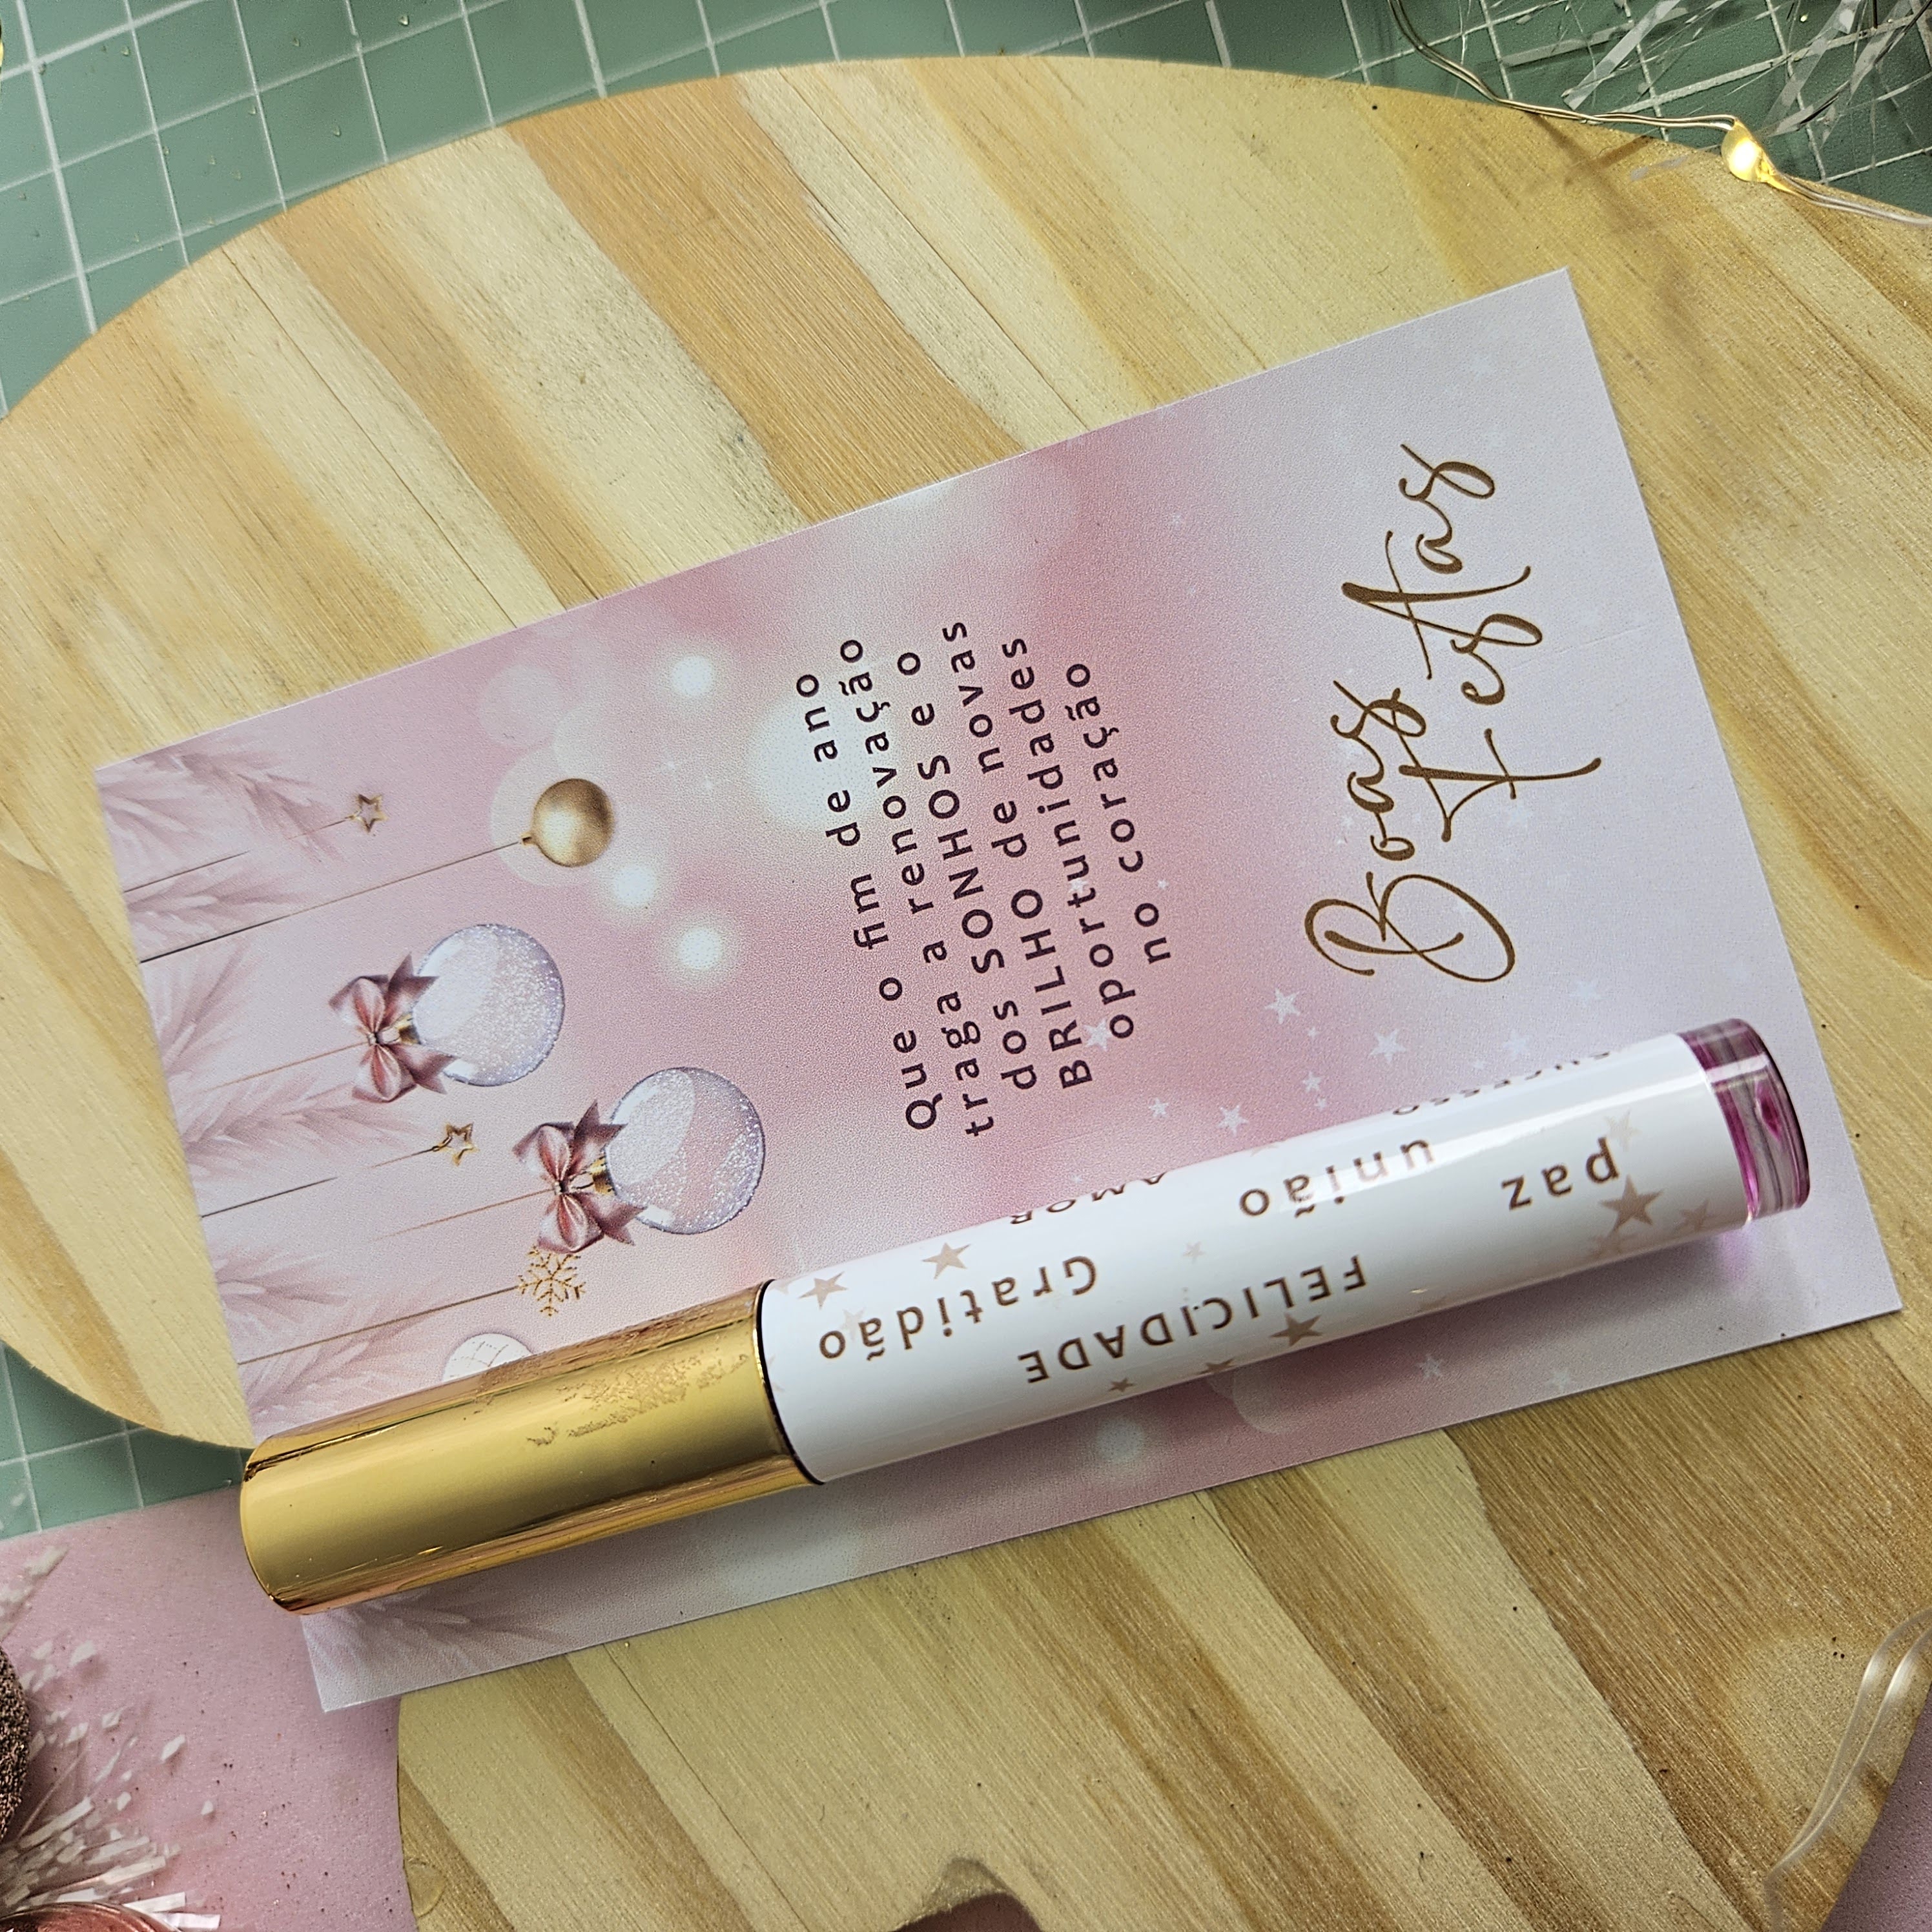 Que o fim de ano
traga a renovação
dos SONHOS e o
BRILHO de novas
oportunidades
no coração
Boas
Festas
FELICIDADE
Gratidão
paz
união
AMOR